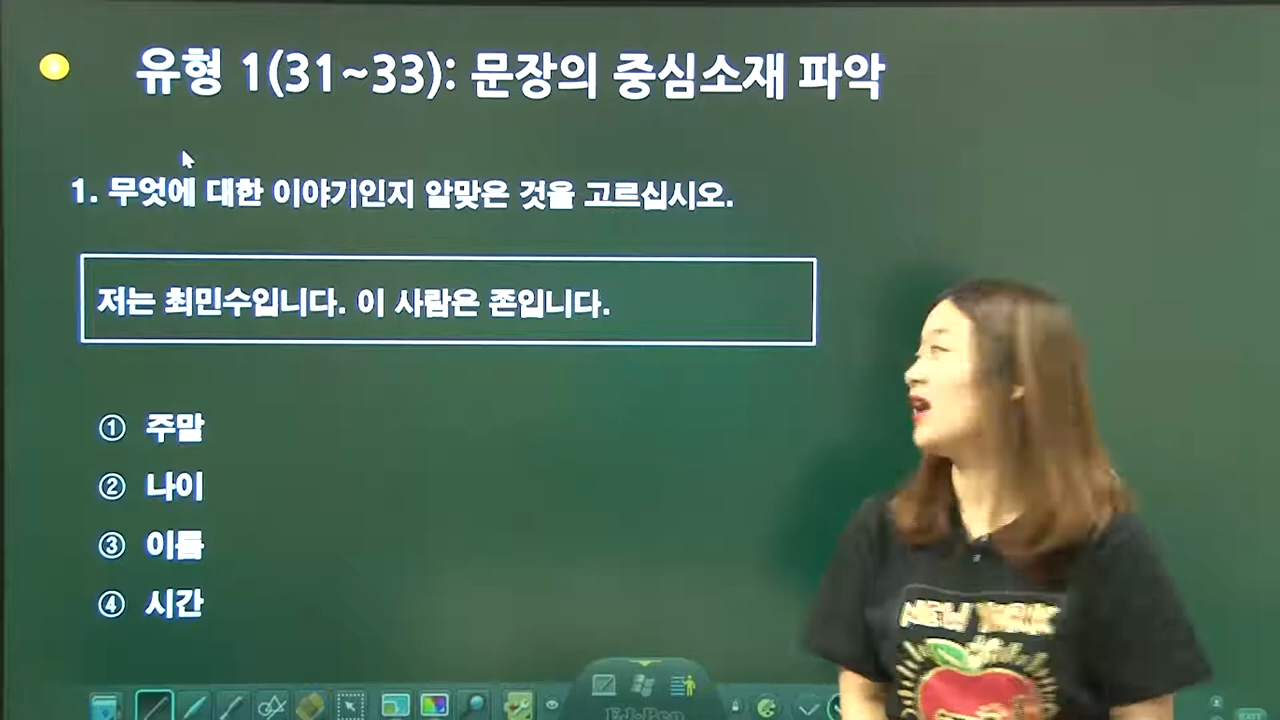 유형 1(31~33): 문장의 중심소재 파악
1. 무엇에 대한 이야기인지 알맞은 것을 고르십시오.
저는 최민수입니다. 이 사람은 존입니다.
① 주말
② 나이
③ 이름
④ 시간
NEW YORK